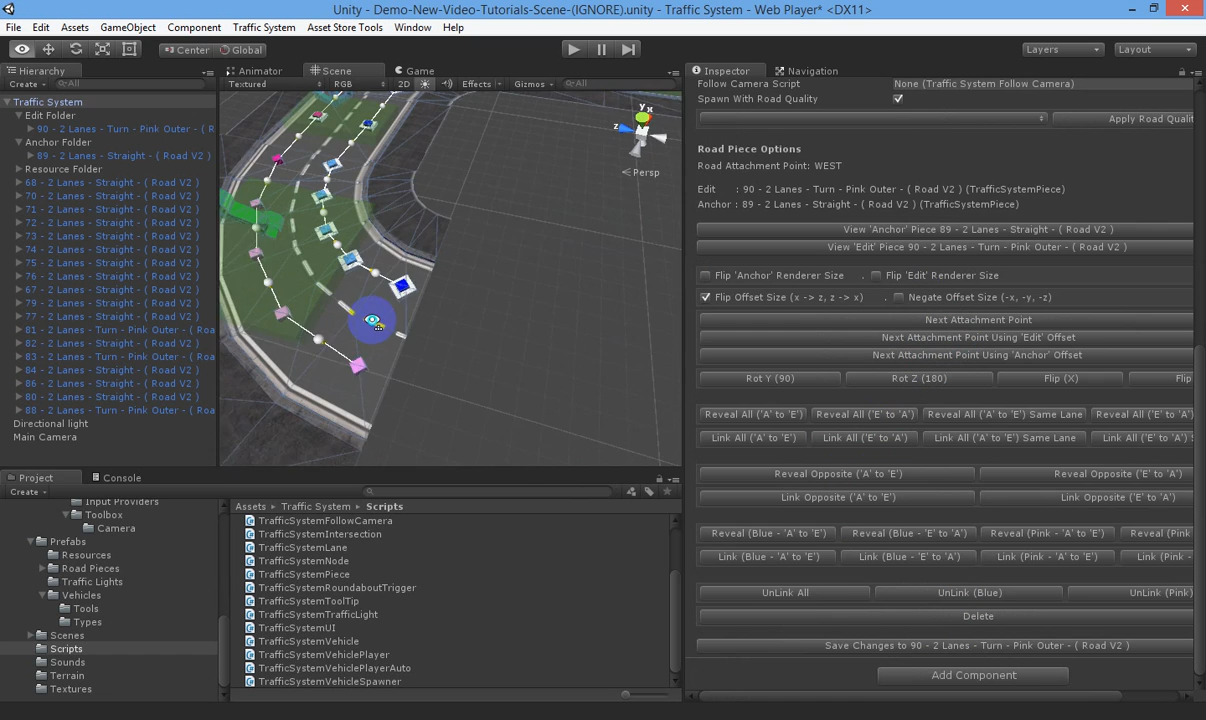 Unity - Demo-New-Video-Tutorials-Scene-(IGNORE).unity - Traffic System - Web Player* <DX11>
File Edit Assets GameObject Component Traffic System Asset Store Tools Window Help
Center Global Layers Layout
Hierarchy Animator Scene Game Inspector Navigation
Create All Textured RGB 2D Effects Gizmos All
Follow Camera Script None (Traffic System Follow Camera)
Spawn With Road Quality
Apply Road Qualit
Road Piece Options
Road Attachment Point: WEST
Edit : 90 - 2 Lanes - Turn - Pink Outer - ( Road V2 ) (TrafficSystemPiece)
Anchor : 89 - 2 Lanes - Straight - ( Road V2 ) (TrafficSystemPiece)
View 'Anchor' Piece 89 - 2 Lanes - Straight - ( Road V2 )
View 'Edit' Piece 90 - 2 Lanes - Turn - Pink Outer - ( Road V2 )
Flip 'Anchor' Renderer Size . Flip 'Edit' Renderer Size
Flip Offset Size (x -> z, z -> x) . Negate Offset Size (-x, -y, -z)
Next Attachment Point
Next Attachment Point Using 'Edit' Offset
Next Attachment Point Using 'Anchor' Offset
Rot Y (90) Rot Z (180) Flip (X) Flip
Reveal All ('A' to 'E') Reveal All ('E' to 'A') Reveal All ('A' to 'E') Same Lane Reveal All ('E' to 'A')
Link All ('A' to 'E') Link All ('E' to 'A') Link All ('A' to 'E') Same Lane Link All ('E' to 'A') S
Reveal Opposite ('A' to 'E') Reveal Opposite ('E' to 'A')
Link Opposite ('A' to 'E') Link Opposite ('E' to 'A')
Reveal (Blue - 'A' to 'E') Reveal (Blue - 'E' to 'A') Reveal (Pink - 'A' to 'E') Reveal (Pink
Link (Blue - 'A' to 'E') Link (Blue - 'E' to 'A') Link (Pink - 'A' to 'E') Link (Pink -
UnLink All UnLink (Blue) UnLink (Pink)
Delete
Save Changes to 90 - 2 Lanes - Turn - Pink Outer - ( Road V2 )
Add Component
y x
z
Persp
Traffic System
Edit Folder
90 - 2 Lanes - Turn - Pink Outer - ( R
Anchor Folder
89 - 2 Lanes - Straight - ( Road V2 )
Resource Folder
68 - 2 Lanes - Straight - ( Road V2 )
70 - 2 Lanes - Straight - ( Road V2 )
71 - 2 Lanes - Straight - ( Road V2 )
72 - 2 Lanes - Straight - ( Road V2 )
73 - 2 Lanes - Straight - ( Road V2 )
74 - 2 Lanes - Straight - ( Road V2 )
75 - 2 Lanes - Straight - ( Road V2 )
76 - 2 Lanes - Straight - ( Road V2 )
67 - 2 Lanes - Straight - ( Road V2 )
79 - 2 Lanes - Straight - ( Road V2 )
77 - 2 Lanes - Straight - ( Road V2 )
81 - 2 Lanes - Turn - Pink Outer - ( Roa
82 - 2 Lanes - Straight - ( Road V2 )
83 - 2 Lanes - Turn - Pink Outer - ( Roa
84 - 2 Lanes - Straight - ( Road V2 )
86 - 2 Lanes - Straight - ( Road V2 )
80 - 2 Lanes - Straight - ( Road V2 )
88 - 2 Lanes - Turn - Pink Outer - ( Roa
Directional light
Main Camera
Project Console
Create
Input Providers
Toolbox
Camera
Prefabs
Resources
Road Pieces
Traffic Lights
Vehicles
Tools
Types
Scenes
Scripts
Sounds
Terrain
Textures
Assets Traffic System Scripts
TrafficSystemFollowCamera
TrafficSystemIntersection
TrafficSystemLane
TrafficSystemNode
TrafficSystemPiece
TrafficSystemRoundaboutTrigger
TrafficSystemToolTip
TrafficSystemTrafficLight
TrafficSystemUI
TrafficSystemVehicle
TrafficSystemVehiclePlayer
TrafficSystemVehiclePlayerAuto
TrafficSystemVehicleSpawner